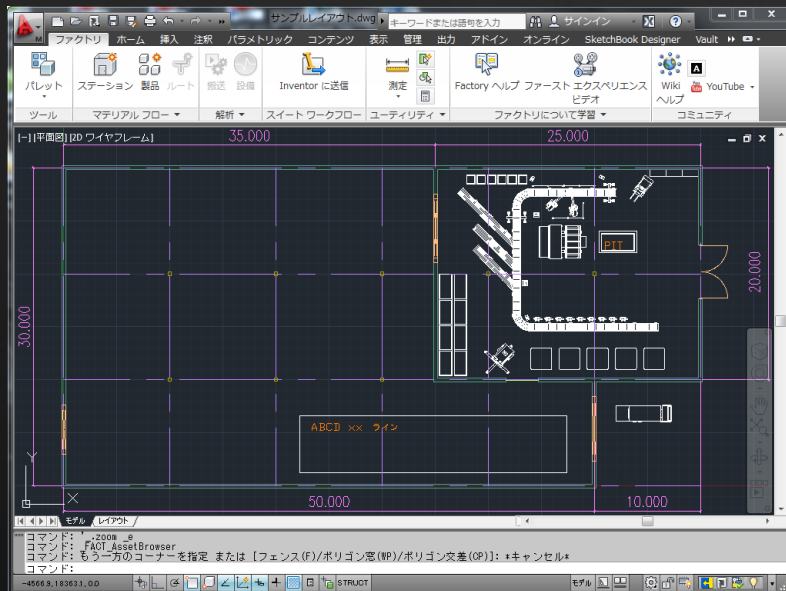 サンプルレイアウト.dwg
キーワードまたは語句を入力
サインイン
ファクトリ ホーム 挿入 注釈 パラメトリック コンテンツ 表示 管理 出力 アドイン オンライン SketchBook Designer Vault
パレット ステーション 製品 ルート 搬送 設備 Inventor に送信 測定 Factory ヘルプ ファースト エクスペリエンス ビデオ Wiki ヘルプ YouTube
ツール マテリアル フロー 解析 スイート ワークフロー ユーティリティ ファクトリについて学習 コミュニティ
[-][平面図][2D ワイヤフレーム]
35.000 25.000
PIT
20.000
30.000
ABCD xx ライン
Y
X
50.000 10.000
モデル レイアウト
コマンド: '_.zoom _e
コマンド: _FACT_AssetBrowser
コマンド: もう一方のコーナーを指定 または [フェンス(F)/ポリゴン窓(WP)/ポリゴン交差(CP)]: *キャンセル*
コマンド:
-4566.9, 18363.1, 0.0 STRUCT モデル